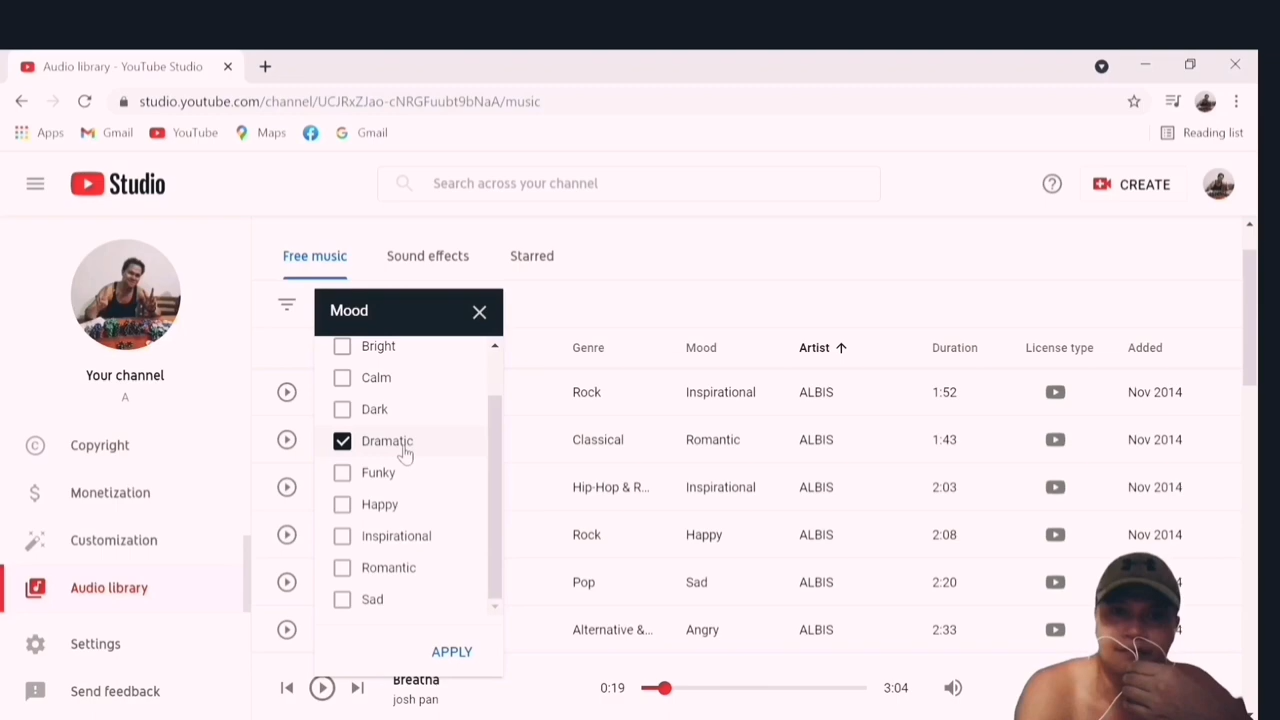 Audio library - YouTube Studio
studio.youtube.com/channel/UCJRxZJao-cNRGFuubt9bNaA/music
Apps Gmail YouTube Maps Gmail Reading list
Studio
Search across your channel
CREATE
Your channel
A
Copyright
Monetization
Customization
Audio library
Settings
Send feedback
Free music Sound effects Starred
Mood
Bright
Calm
Dark
Dramatic
Funky
Happy
Inspirational
Romantic
Sad
APPLY
Genre Mood Artist Duration License type Added
Rock Inspirational ALBIS 1:52 Nov 2014
Classical Romantic ALBIS 1:43 Nov 2014
Hip-Hop & R... Inspirational ALBIS 2:03 Nov 2014
Rock Happy ALBIS 2:08 Nov 2014
Pop Sad ALBIS 2:20
Alternative &... Angry ALBIS 2:33
josh pan
0:19 3:04